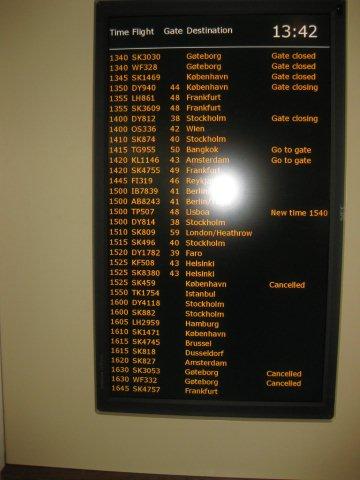 Time Flight Gate Destination 13:42
1340 SK3030 Gøteborg Gate closed
1340 WF328 Gøteborg Gate closed
1345 SK1469 København Gate closed
1350 DY940 44 København Gate closing
1355 LH861 48 Frankfurt
1355 SK3609 48 Frankfurt
1400 DY812 38 Stockholm Gate closing
1400 OS336 42 Wien
1410 SK874 40 Stockholm
1415 TG955 50 Bangkok Go to gate
1420 KL1146 43 Amsterdam Go to gate
1420 SK4755 49 Frankfurt
1445 FI319 46
1500 IB7839 41
1500 AB8243 41
1500 TP507 48 Lisboa New time 1540
1500 DY814 38 Stockholm
1510 SK809 59 London/Heathrow
1515 SK496 40 Stockholm
1520 DY1782 39 Faro
1525 KF508 43 Helsinki
1525 SK8380 43 Helsinki
1525 SK459 København Cancelled
1550 TK1754 Istanbul
1600 DY4118 Stockholm
1600 SK882 Stockholm
1605 LH2959 Hamburg
1610 SK1471 København
1615 SK4745 Brussel
1615 SK818 Dusseldorf
1620 SK827 Amsterdam
1630 SK3053 Gøteborg Cancelled
1630 WF332 Gøteborg Cancelled
1645 SK4757 Frankfurt